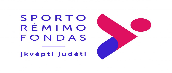 SPORTO
RĖMIMO
FONDAS
įkvėpti judėti